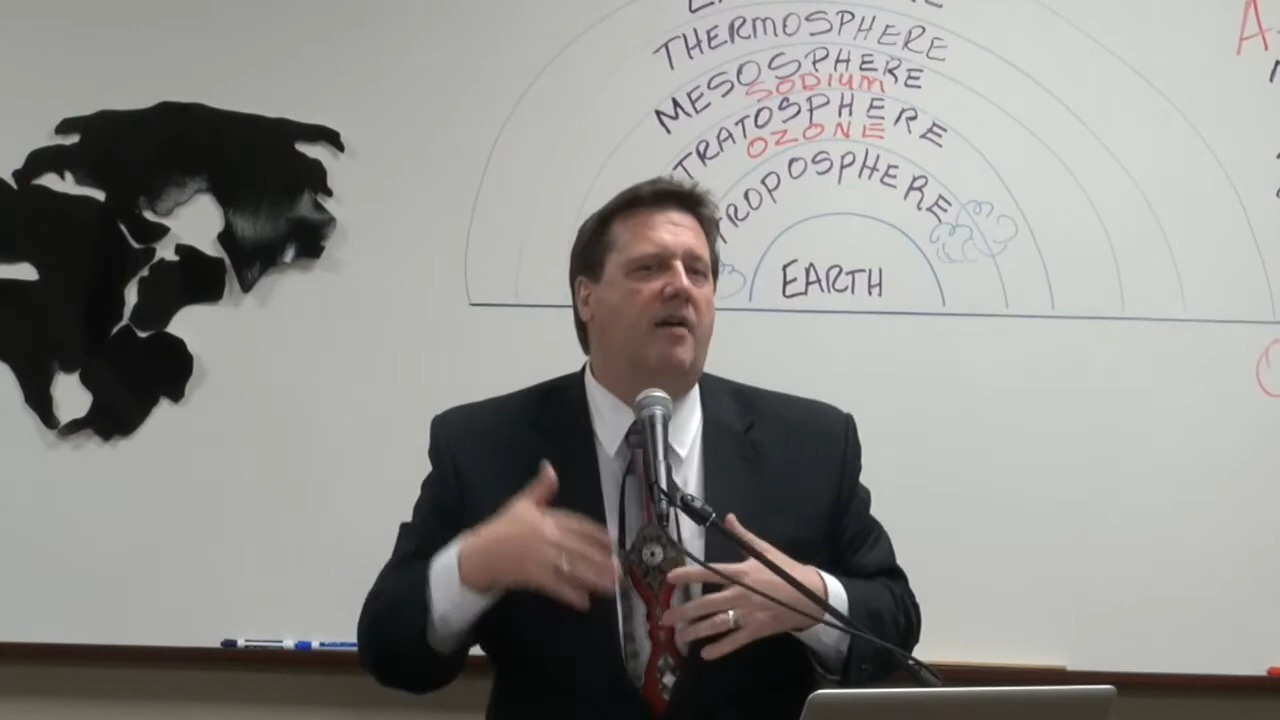 THERMOSPHERE
MESOSPHERE
SODIUM
TRATOSPHERE
OZONE
TROPOSPHERE
EARTH
A